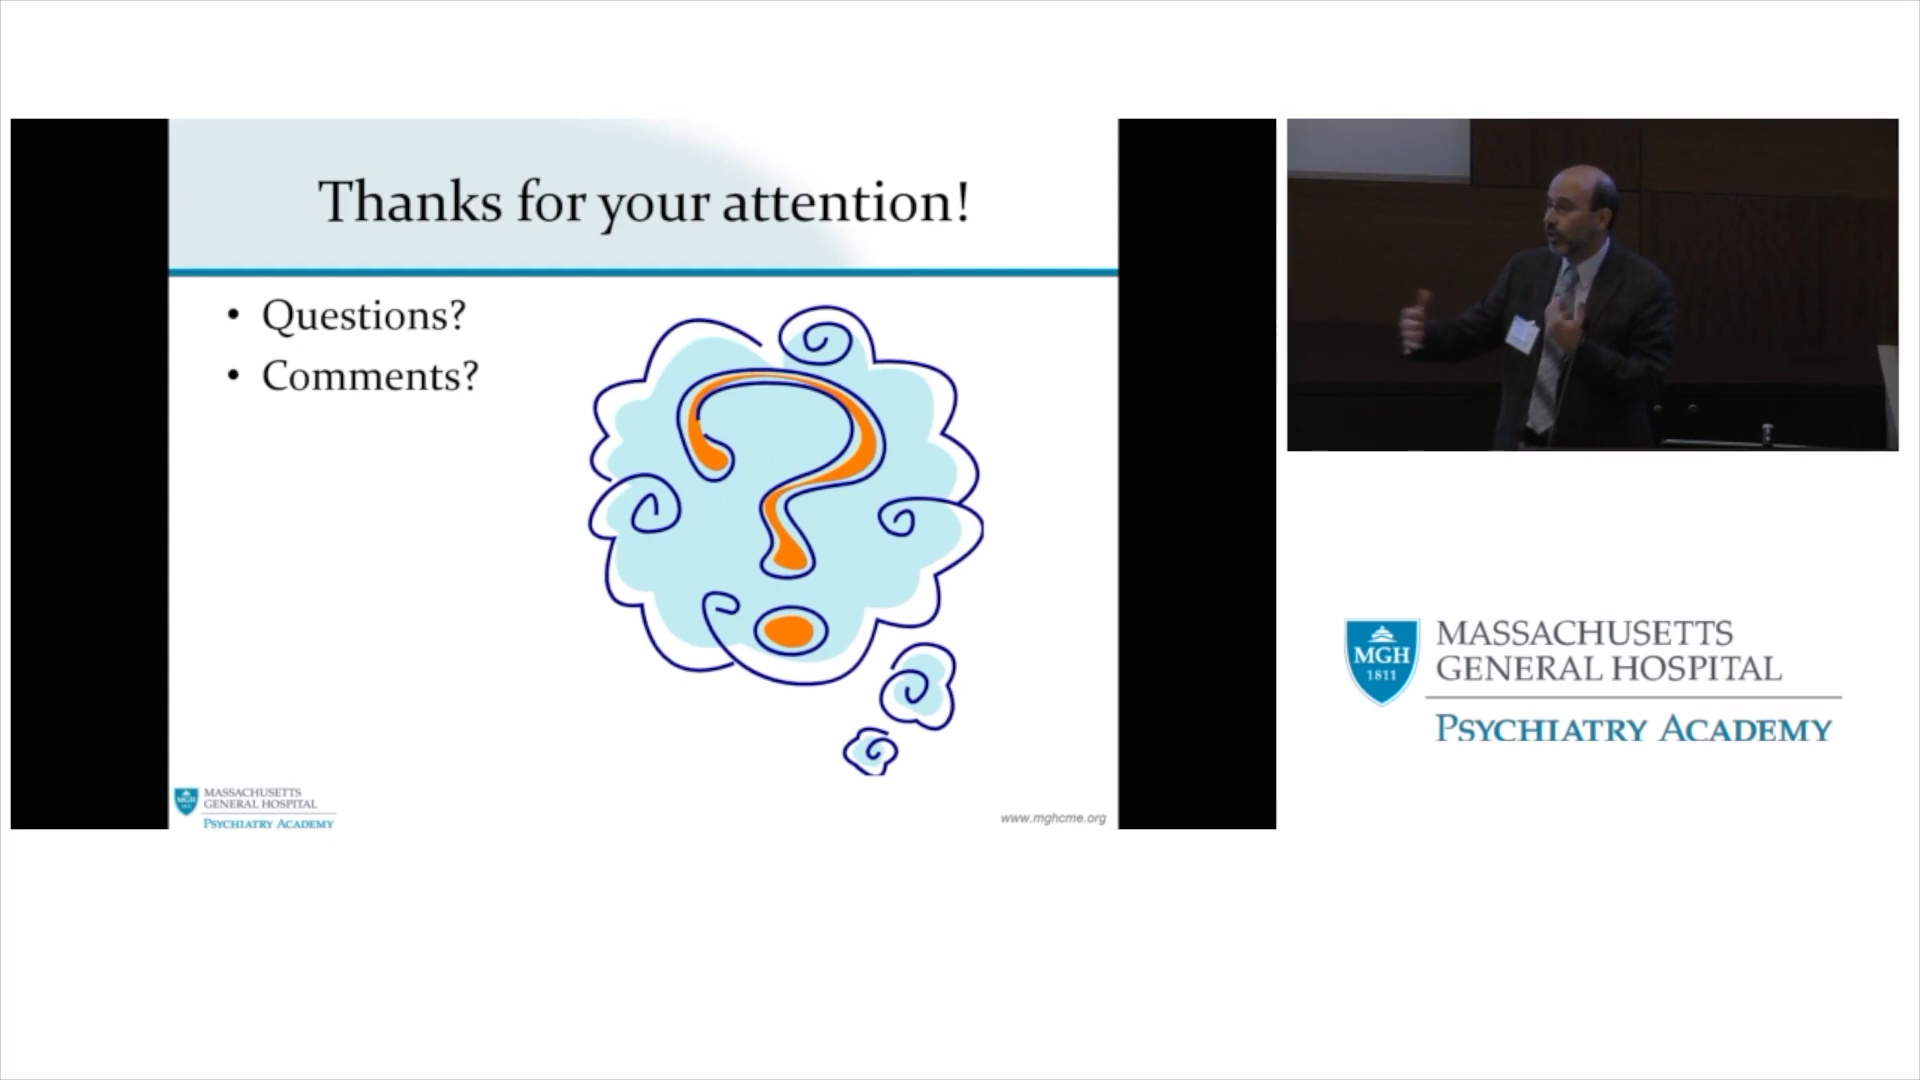 Thanks for your attention!
• Questions?
• Comments?
MASSACHUSETTS
GENERAL HOSPITAL
PSYCHIATRY ACADEMY
www.mghcme.org
MGH
1811
MASSACHUSETTS
GENERAL HOSPITAL
PSYCHIATRY ACADEMY